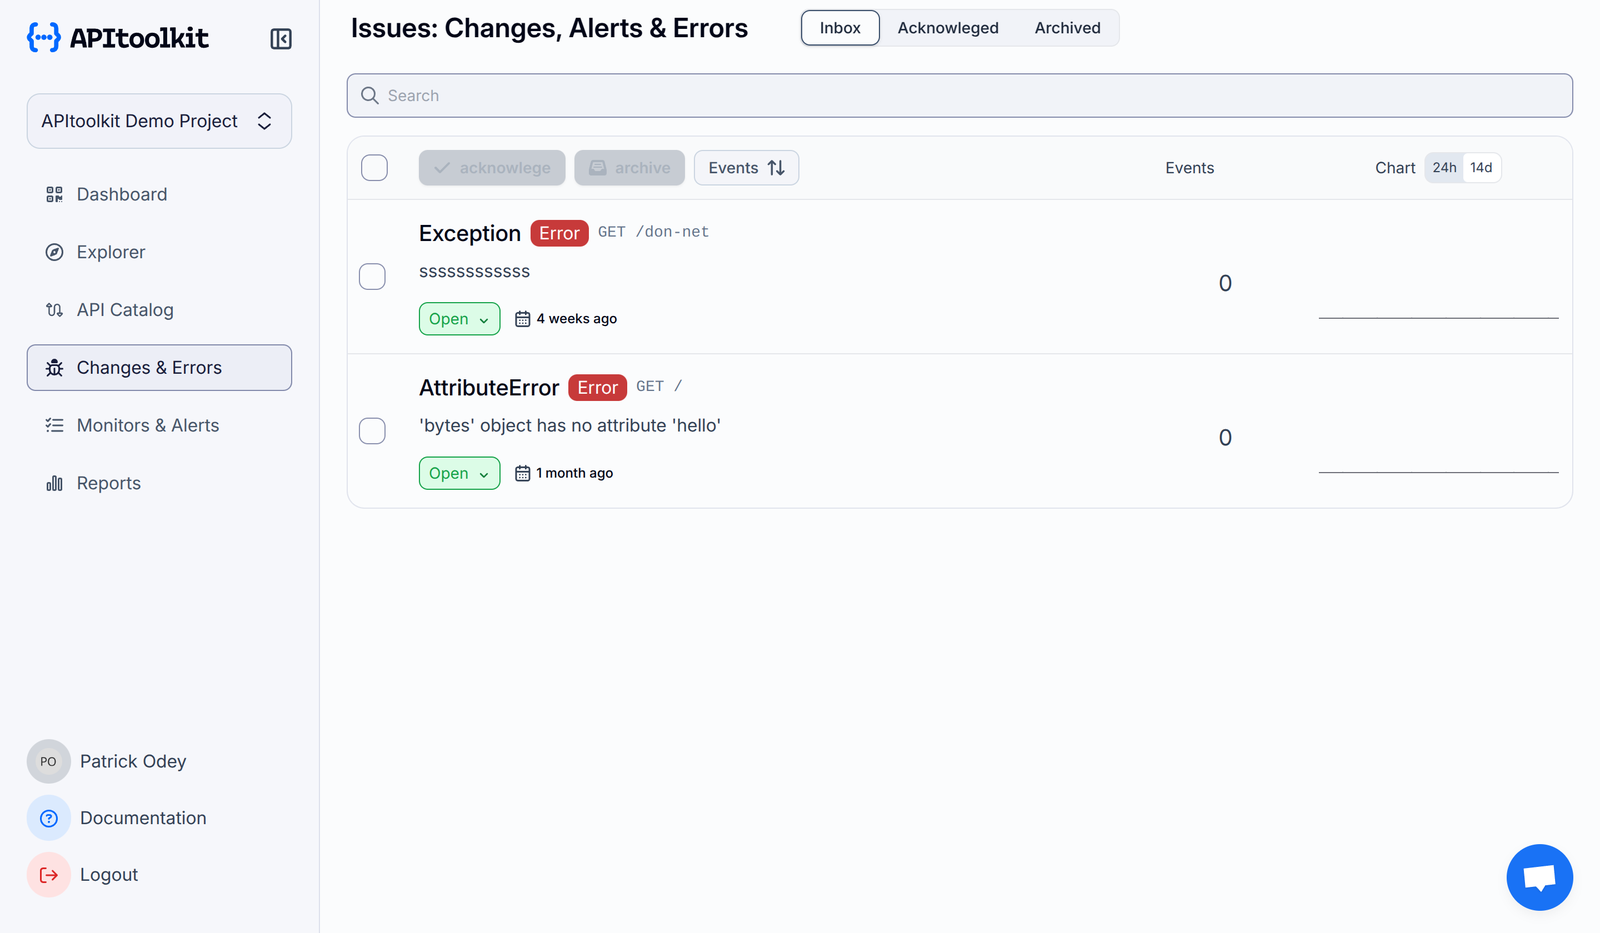 APItoolkit
APItoolkit Demo Project
Dashboard
Explorer
API Catalog
Changes & Errors
Monitors & Alerts
Reports
PO Patrick Odey
Documentation
Logout
Issues: Changes, Alerts & Errors
Inbox Acknowleged Archived
Search
acknowlege archive Events Events Chart 24h 14d
Exception Error GET /don-net
ssssssssssss
0
Open 4 weeks ago
AttributeError Error GET /
'bytes' object has no attribute 'hello'
0
Open 1 month ago